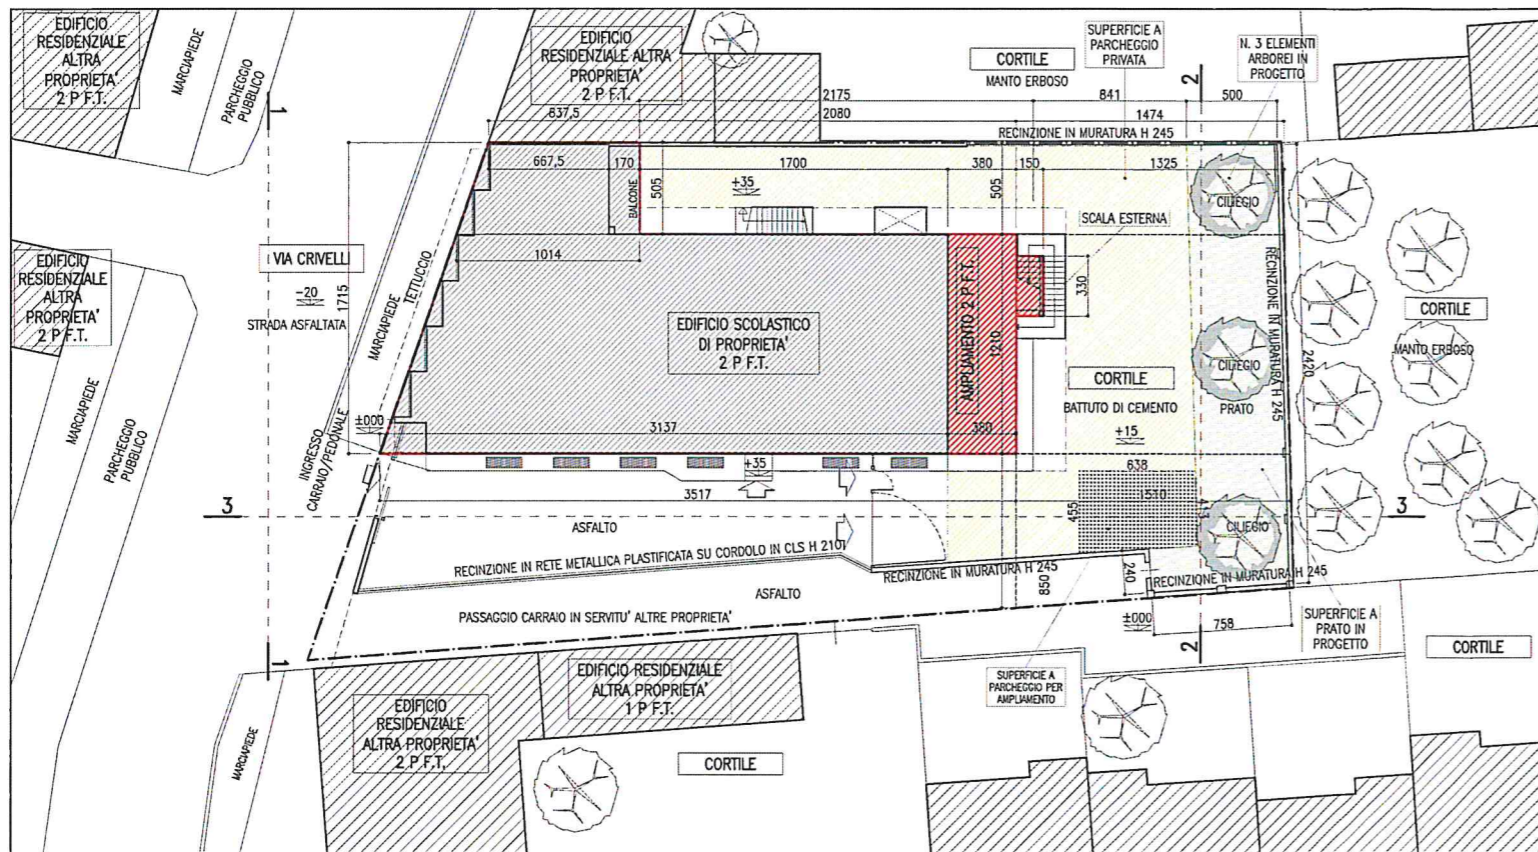 EDIFICIO
RESIDENZIALE
ALTRA
PROPRIETA'
2 P F.T.
MARCIAPIEDE
PARCHEGGIO
PUBBLICO
EDIFICIO
RESIDENZIALE ALTRA
PROPRIETA'
2 P F.T.
CORTILE
MANTO ERBOSO
SUPERFICIE A
PARCHEGGIO
PRIVATA
N. 3 ELEMENTI
ARBOREI IN
PROGETTO
1
2
2175
841
500
837,5
2080
1474
RECINZIONE IN MURATURA H 245
667,5
170
1700
380
150
1325
BALCONE
505
+35
505
CILIEGIO
SCALA ESTERNA
VIA CRIVELLI
-20
STRADA ASFALTATA
1715
MARCIAPIEDE
TETTUCCIO
1014
330
EDIFICIO
RESIDENZIALE
ALTRA
PROPRIETA'
2 P F.T.
EDIFICIO SCOLASTICO
DI PROPRIETA'
2 P F.T.
AMPLIAMENTO 2 P F.T.
1210
RECINZIONE IN MURATURA H 245
2420
CORTILE
MANTO ERBOSO
CORTILE
BATTUTO DI CEMENTO
+15
CILIEGIO
PRATO
MARCIAPIEDE
PARCHEGGIO
PUBBLICO
INGRESSO
CARRAIO/PEDONALE
±000
3137
380
638
+35
3517
1510
455
3
3
ASFALTO
CILIEGIO
RECINZIONE IN RETE METALLICA PLASTIFICATA SU CORDOLO IN CLS H 210
RECINZIONE IN MURATURA H 245
240
RECINZIONE IN MURATURA H 245
850
ASFALTO
PASSAGGIO CARRAIO IN SERVITU' ALTRE PROPRIETA'
±000
758
SUPERFICIE A
PRATO IN
PROGETTO
CORTILE
1
2
EDIFICIO RESIDENZIALE
ALTRA PROPRIETA'
1 P F.T.
SUPERFICIE A
PARCHEGGIO PER
AMPLIAMENTO
EDIFICIO
RESIDENZIALE
ALTRA PROPRIETA'
2 P F.T.
MARCIAPIEDE
CORTILE